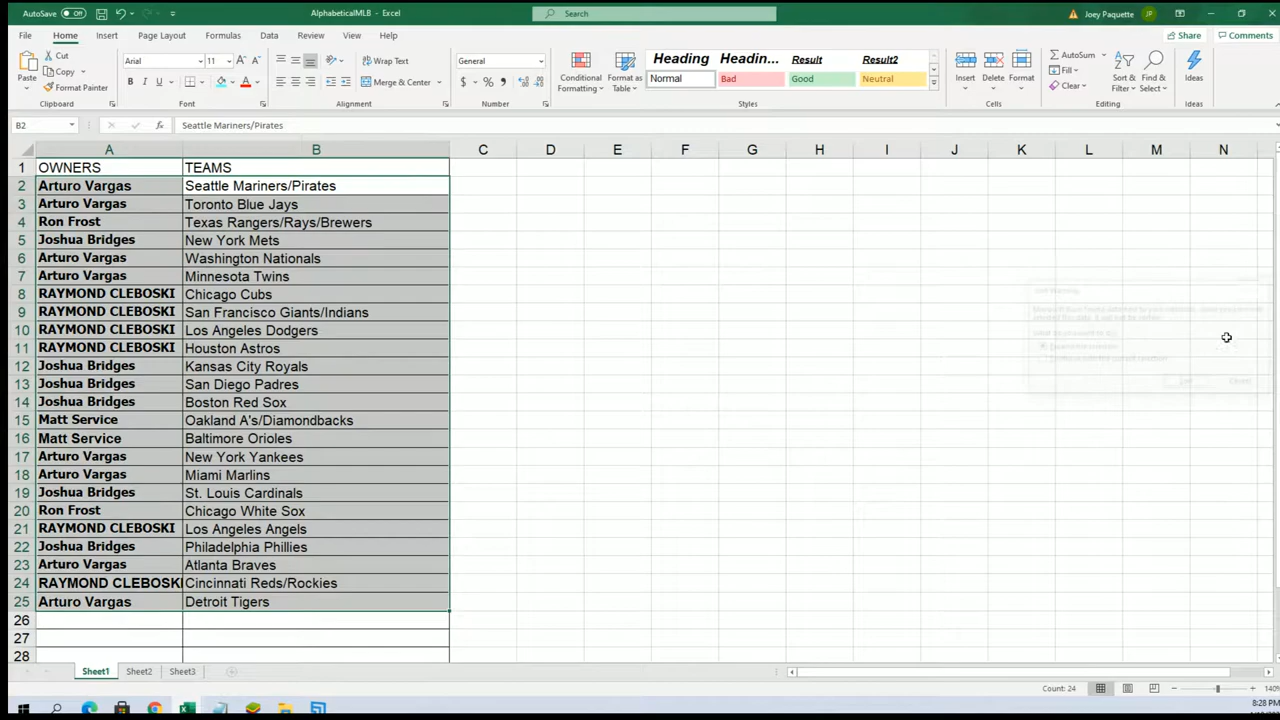 AutoSave Off AlphabeticalMLB - Excel Search Joey Paquette JP
File Home Insert Page Layout Formulas Data Review View Help Share Comments
Paste Cut Copy Format Painter Clipboard
Arial 11 B I U A Font
Wrap Text Merge & Center Alignment
General $ % Number
Conditional Formatting Format as Table
Heading Headin... Result Result2
Normal Bad Good Neutral
Styles
Insert Delete Format Cells
AutoSum Fill Clear Sort & Filter Find & Select Editing
Ideas Ideas
B2 fx Seattle Mariners/Pirates
A B C D E F G H I J K L M N
1 OWNERS TEAMS
2 Arturo Vargas Seattle Mariners/Pirates
3 Arturo Vargas Toronto Blue Jays
4 Ron Frost Texas Rangers/Rays/Brewers
5 Joshua Bridges New York Mets
6 Arturo Vargas Washington Nationals
7 Arturo Vargas Minnesota Twins
8 RAYMOND CLEBOSKI Chicago Cubs
9 RAYMOND CLEBOSKI San Francisco Giants/Indians
10 RAYMOND CLEBOSKI Los Angeles Dodgers
11 RAYMOND CLEBOSKI Houston Astros
12 Joshua Bridges Kansas City Royals
13 Joshua Bridges San Diego Padres
14 Joshua Bridges Boston Red Sox
15 Matt Service Oakland A's/Diamondbacks
16 Matt Service Baltimore Orioles
17 Arturo Vargas New York Yankees
18 Arturo Vargas Miami Marlins
19 Joshua Bridges St. Louis Cardinals
20 Ron Frost Chicago White Sox
21 RAYMOND CLEBOSKI Los Angeles Angels
22 Joshua Bridges Philadelphia Phillies
23 Arturo Vargas Atlanta Braves
24 RAYMOND CLEBOSKI Cincinnati Reds/Rockies
25 Arturo Vargas Detroit Tigers
26
27
28
Sheet1 Sheet2 Sheet3
Count: 24 140%
8:28 PM